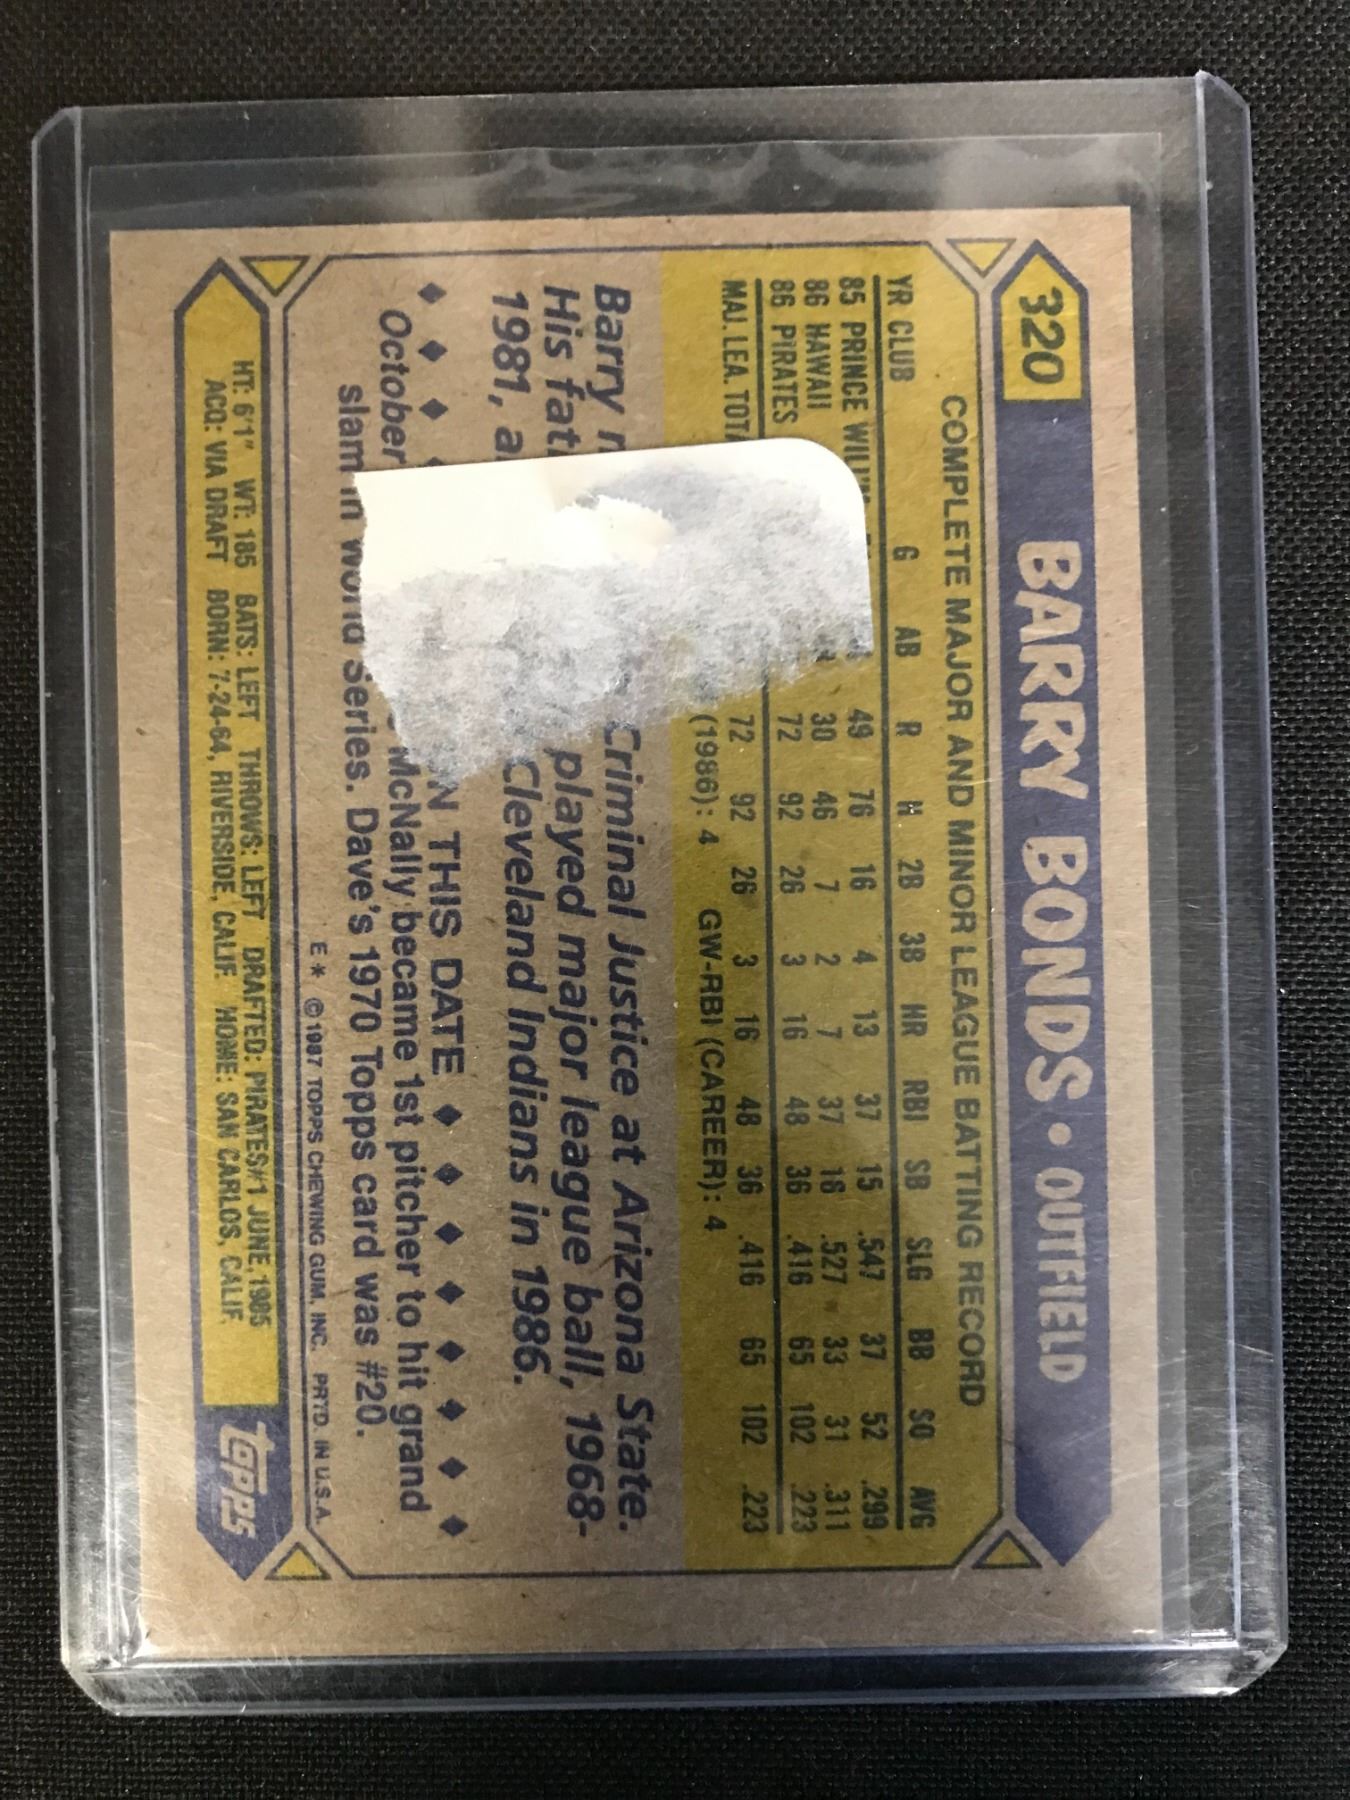 320 BARRY BONDS • OUTFIELD
COMPLETE MAJOR AND MINOR LEAGUE BATTING RECORD
YR CLUB G AB R H 2B 3B HR RBI SB SLG BB SO AVG
85 PRINCE 49 76 16 4 13 37 15 .547 37 52 .299
86 HAWAII 30 46 7 2 7 37 16 .527 33 31 .311
86 PIRATES 72 92 26 3 16 48 36 .416 65 102 .223
MAJ. LEA. 72 92 26 3 16 48 36 .416 65 102 .223
(1986): 4 GW-RBI (CAREER): 4
Barry Criminal Justice at Arizona State.
His played major league ball, 1968-
1981, Cleveland Indians in 1986.
THIS DATE
October McNally became 1st pitcher to hit grand
slam in World Series. Dave's 1970 Topps card was #20.
E* ©1987 TOPPS CHEWING GUM, INC. PRTD. IN U.S.A.
HT: 6'1" WT: 185 BATS: LEFT THROWS: LEFT DRAFTED: PIRATES#1 JUNE, 1985
ACQ: VIA DRAFT BORN: 7-24-64, RIVERSIDE, CALIF. HOME: SAN CARLOS, CALIF.
topps